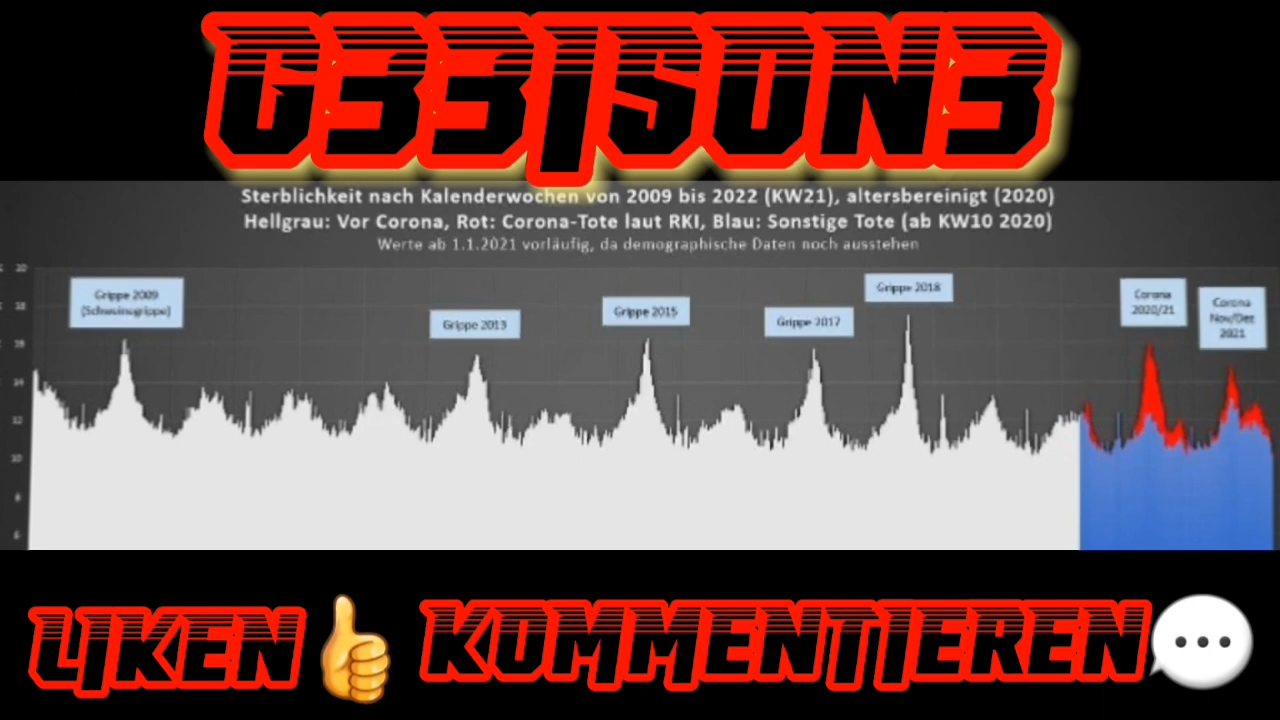 G33ISON3
Sterblichkeit nach Kalenderwochen von 2009 bis 2022 (KW21), altersbereinigt (2020)
Hellgrau: Vor Corona, Rot: Corona-Tote laut RKI, Blau: Sonstige Tote (ab KW10 2020)
Werte ab 1.1.2021 vorläufig, da demographische Daten noch ausstehen
Grippe 2009
(Schweinegrippe)
Grippe 2013
Grippe 2015
Grippe 2017
Grippe 2018
Corona
2020/21
Corona
Nov/Dez
2021
20
18
16
14
12
10
8
6
LIKEN
KOMMENTIEREN